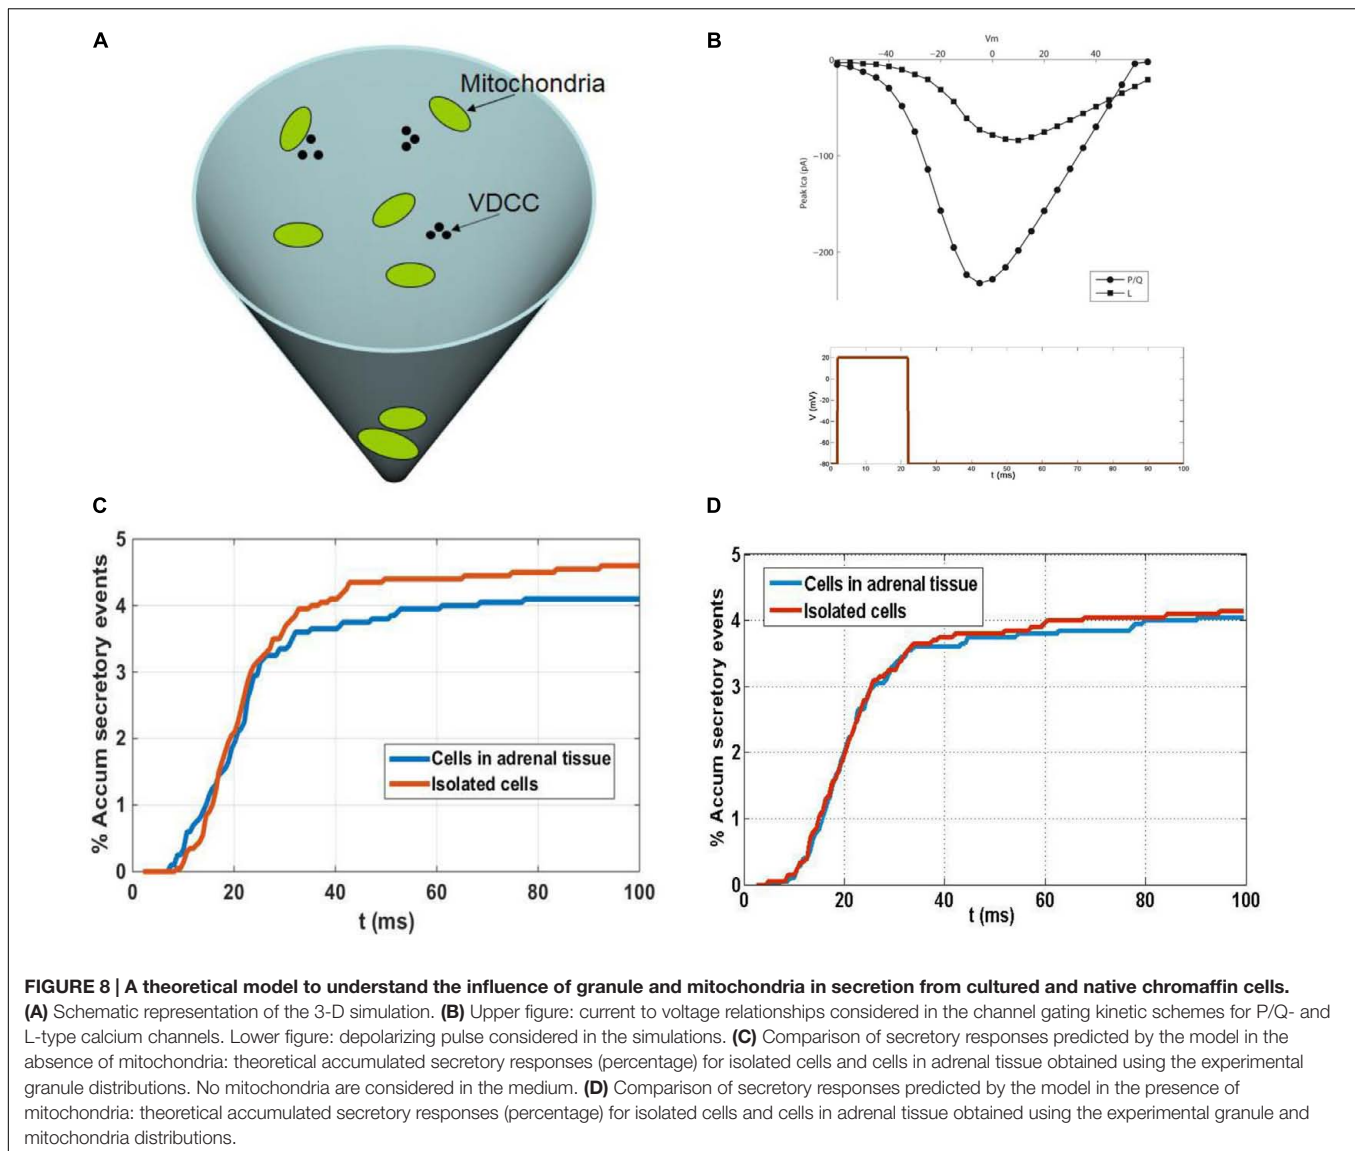 A
Mitochondria
VDCC
B
Vm
−40 −20 0 20 40
0
−100
−200
Peak Ica (pA)
P/Q
L
20
0
-20
-40
-60
-80
V (mV)
0 10 20 30 40 50 60 70 80 90 100
t (ms)
C
5
4
3
2
1
0
% Accum secretory events
Cells in adrenal tissue
Isolated cells
0 20 40 60 80 100
t (ms)
D
5
4
3
2
1
0
% Accum secretory events
Cells in adrenal tissue
Isolated cells
0 20 40 60 80 100
t (ms)
FIGURE 8 | A theoretical model to understand the influence of granule and mitochondria in secretion from cultured and native chromaffin cells.
(A) Schematic representation of the 3-D simulation. (B) Upper figure: current to voltage relationships considered in the channel gating kinetic schemes for P/Q- and
L-type calcium channels. Lower figure: depolarizing pulse considered in the simulations. (C) Comparison of secretory responses predicted by the model in the
absence of mitochondria: theoretical accumulated secretory responses (percentage) for isolated cells and cells in adrenal tissue obtained using the experimental
granule distributions. No mitochondria are considered in the medium. (D) Comparison of secretory responses predicted by the model in the presence of
mitochondria: theoretical accumulated secretory responses (percentage) for isolated cells and cells in adrenal tissue obtained using the experimental granule and
mitochondria distributions.